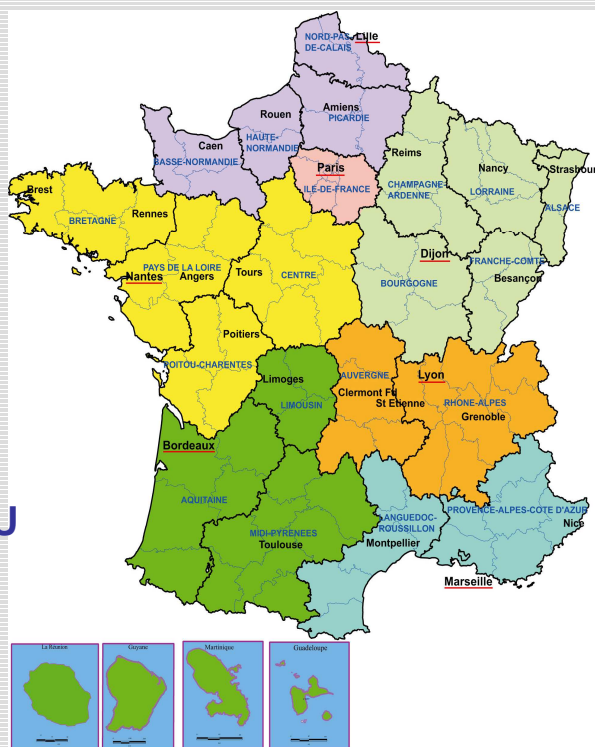 NORD-PAS-
DE-CALAIS
Lille
Rouen
Amiens
PICARDIE
Caen
HAUTE-
NORMANDIE
BASSE-NORMANDIE
Reims
Paris
ILE-DE-FRANCE
CHAMPAGNE-
ARDENNE
Nancy
LORRAINE
Strasbour
ALSACE
Brest
Rennes
BRETAGNE
PAYS DE LA LOIRE
Nantes
Angers
Tours
CENTRE
Dijon
BOURGOGNE
FRANCHE-COMTE
Besançon
Poitiers
POITOU-CHARENTES
Limoges
LIMOUSIN
AUVERGNE
Clermont Fd
St Etienne
Lyon
RHONE-ALPES
Grenoble
Bordeaux
AQUITAINE
MIDI-PYRENEES
Toulouse
LANGUEDOC-
ROUSSILLON
Montpellier
PROVENCE-ALPES-COTE D'AZUR
Nice
Marseille
U
La Réunion
Guyane
Martinique
Guadeloupe